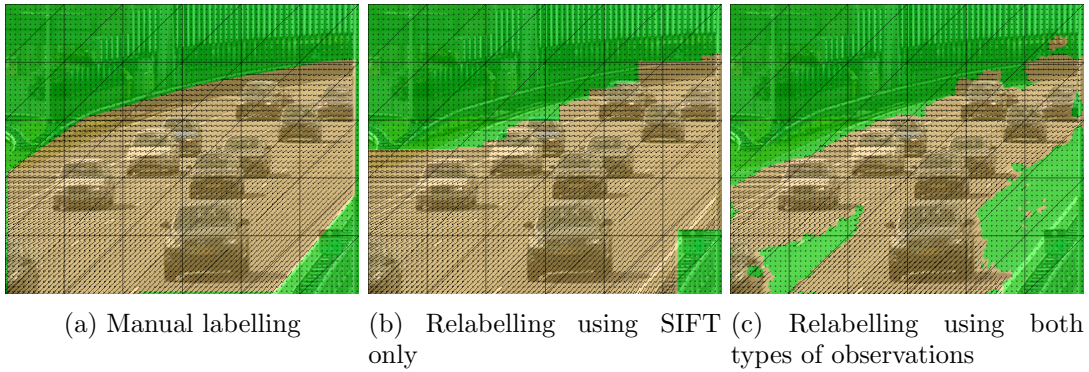 (a) Manual labelling
(b) Relabelling using SIFT
only
(c) Relabelling using both
types of observations